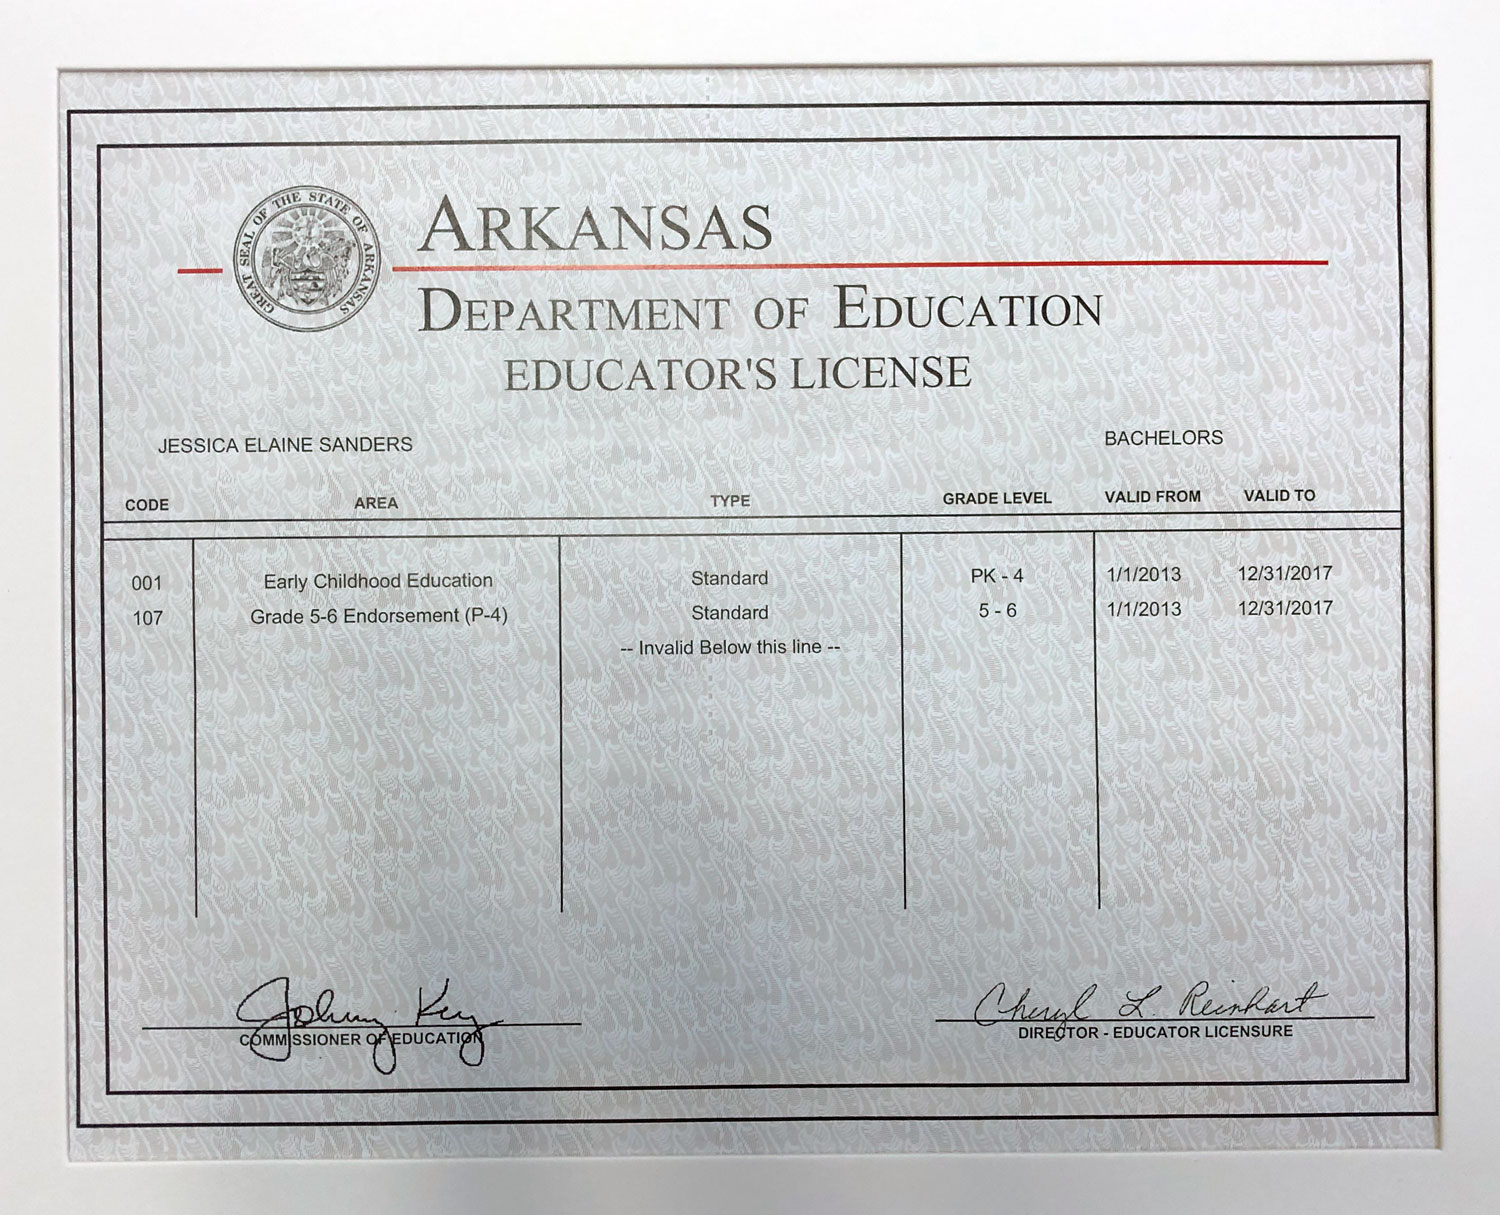 GREAT SEAL OF THE STATE OF ARKANSAS
ARKANSAS
DEPARTMENT OF EDUCATION
EDUCATOR'S LICENSE
JESSICA ELAINE SANDERS BACHELORS
CODE AREA TYPE GRADE LEVEL VALID FROM VALID TO
001 Early Childhood Education Standard PK - 4 1/1/2013 12/31/2017
107 Grade 5-6 Endorsement (P-4) Standard 5 - 6 1/1/2013 12/31/2017
-- Invalid Below this line --
Johnny Key Cheryl L. Reinhart
COMMISSIONER OF EDUCATION DIRECTOR - EDUCATOR LICENSURE